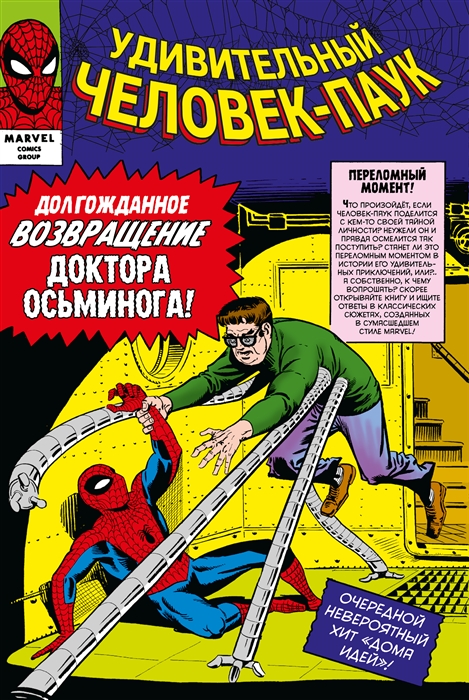 УДИВИТЕЛЬНЫЙ
ЧЕЛОВЕК-ПАУК
MARVEL
COMICS
GROUP
ДОЛГОЖДАННОЕ
ВОЗВРАЩЕНИЕ
ДОКТОРА
ОСЬМИНОГА!
ПЕРЕЛОМНЫЙ
МОМЕНТ!
ЧТО ПРОИЗОЙДЁТ, ЕСЛИ
ЧЕЛОВЕК-ПАУК ПОДЕЛИТСЯ
С КЕМ-ТО СВОЕЙ ТАЙНОЙ
ЛИЧНОСТИ? НЕУЖЕЛИ ОН И
ПРАВДА ОСМЕЛИТСЯ ТАК
ПОСТУПИТЬ? СТАНЕТ ЛИ ЭТО
ПЕРЕЛОМНЫМ МОМЕНТОМ В
ИСТОРИИ ЕГО УДИВИТЕЛЬ-
НЫХ ПРИКЛЮЧЕНИЙ, ИЛИ?..
Я СОБСТВЕННО, К ЧЕМУ
ВОПРОШАТЬ? СКОРЕЕ
ОТКРЫВАЙТЕ КНИГУ И ИЩИТЕ
ОТВЕТЫ В КЛАССИЧЕСКИХ
СЮЖЕТАХ, СОЗДАННЫХ
В СУМАСШЕДШЕМ
СТИЛЕ MARVEL!
ОЧЕРЕДНОЙ
НЕВЕРОЯТНЫЙ
ХИТ «ДОМА
ИДЕЙ»!